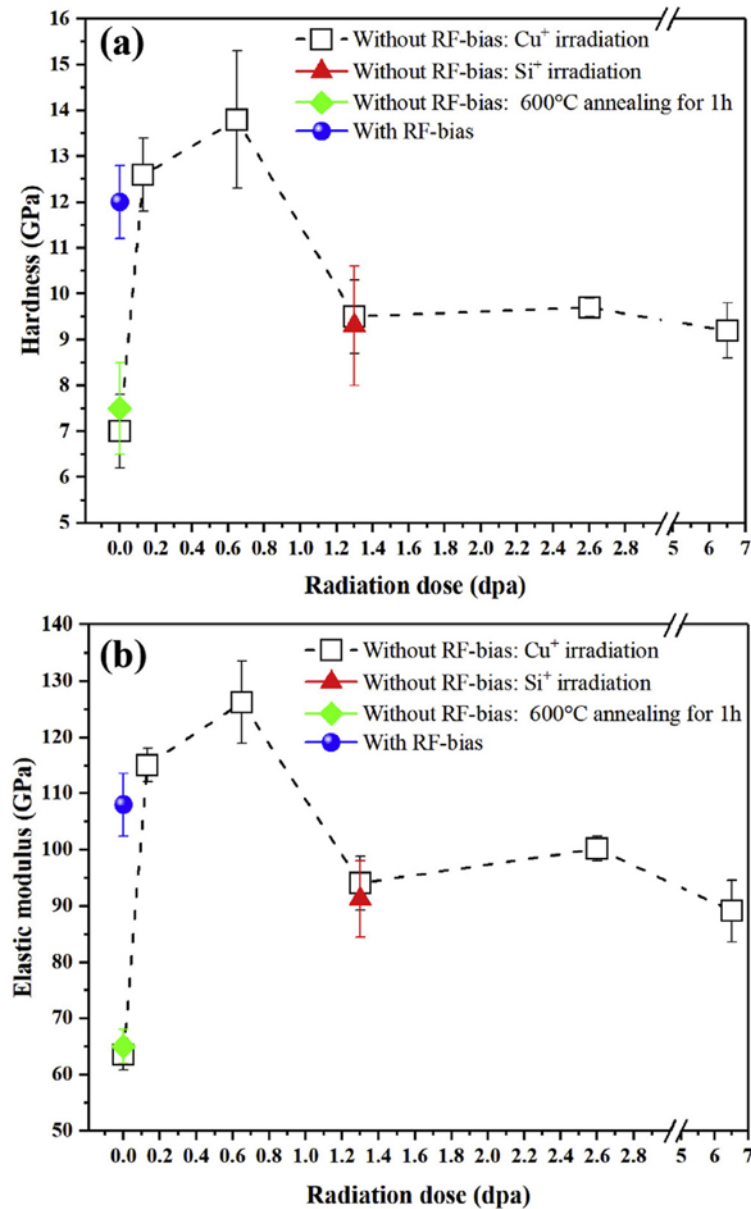 (a)
Without RF-bias: Cu⁺ irradiation
Without RF-bias: Si⁺ irradiation
Without RF-bias: 600°C annealing for 1h
With RF-bias
Hardness (GPa)
16
15
14
13
12
11
10
9
8
7
6
5
0.0 0.2 0.4 0.6 0.8 1.0 1.2 1.4 1.6 1.8 2.0 2.2 2.4 2.6 2.8 5 6 7
Radiation dose (dpa)
(b)
Without RF-bias: Cu⁺ irradiation
Without RF-bias: Si⁺ irradiation
Without RF-bias: 600°C annealing for 1h
With RF-bias
Elastic modulus (GPa)
140
130
120
110
100
90
80
70
60
50
0.0 0.2 0.4 0.6 0.8 1.0 1.2 1.4 1.6 1.8 2.0 2.2 2.4 2.6 2.8 5 6 7
Radiation dose (dpa)